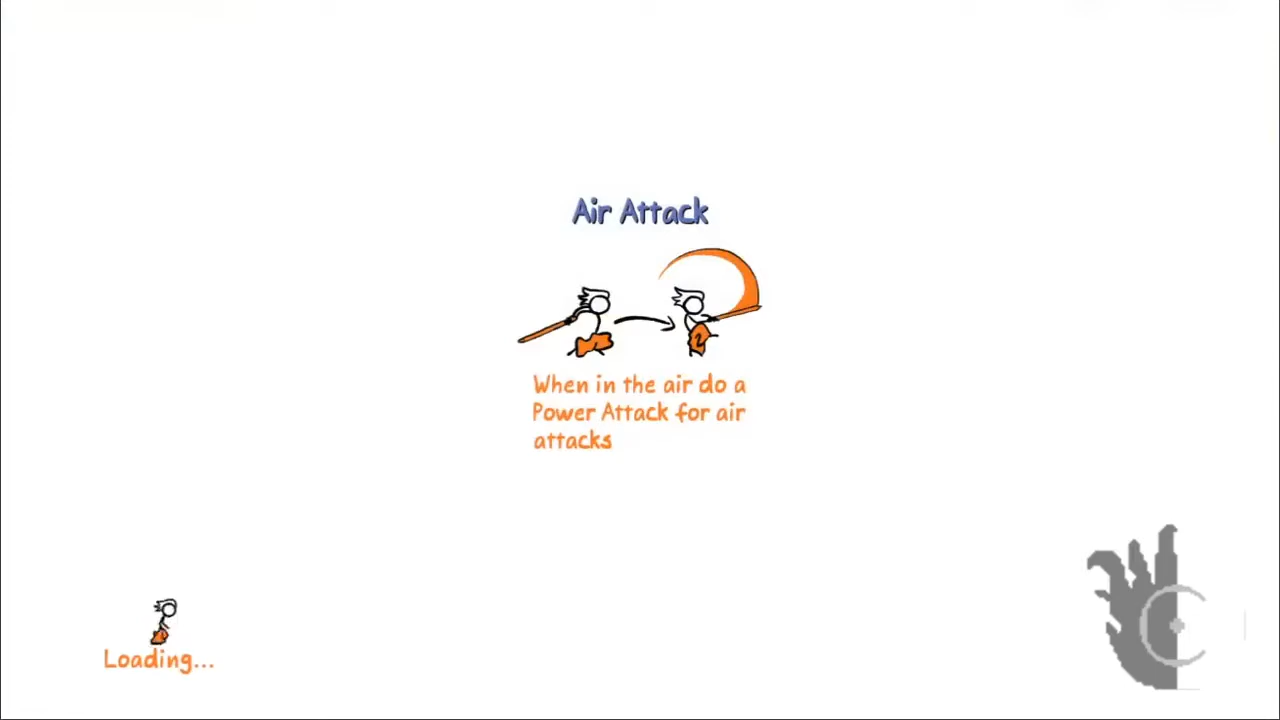 Air Attack
When in the air do a
Power Attack for air
attacks
Loading...